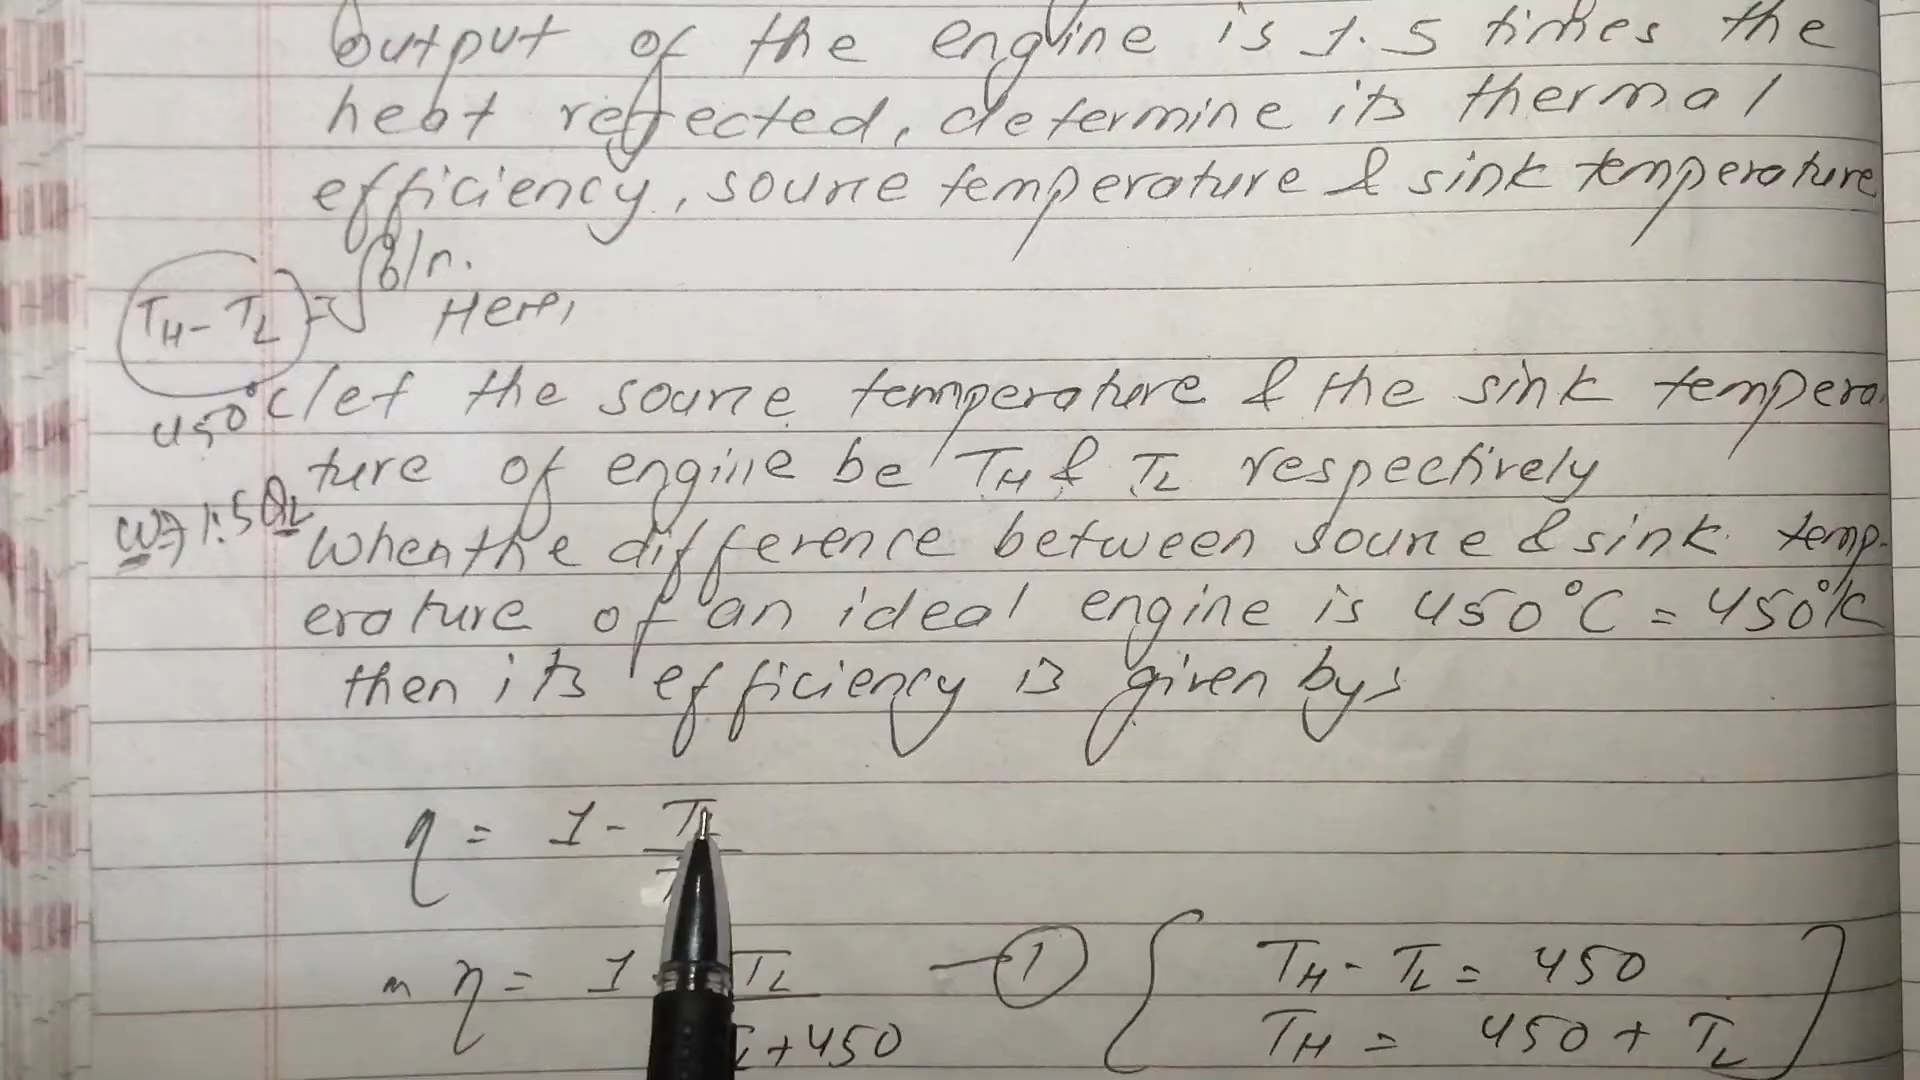 output of the engine is 1.5 times the
heat rejected, determine its thermal
efficiency, source temperature & sink temperature
Sol^n.
TH - TL =
Here,
450°C
let the source temperature & the sink tempera
ture of engine be TH & TL respectively
W = 1.5 QL
When the difference between source & sink temp-
erature of an ideal engine is 450°C = 450°K
then its efficiency is given by,
η = 1 - TL
η = 1 TL — ①
+450
TH - TL = 450
TH = 450 + TL